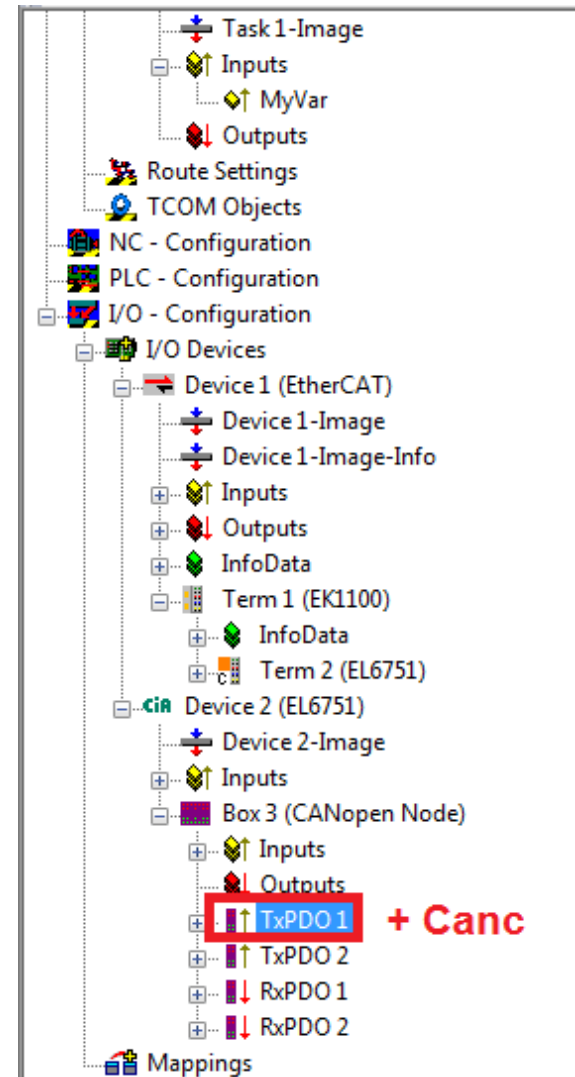 Task 1-Image
Inputs
MyVar
Outputs
Route Settings
TCOM Objects
NC - Configuration
PLC - Configuration
I/O - Configuration
I/O Devices
Device 1 (EtherCAT)
Device 1-Image
Device 1-Image-Info
Inputs
Outputs
InfoData
Term 1 (EK1100)
InfoData
C Term 2 (EL6751)
CiA Device 2 (EL6751)
Device 2-Image
Inputs
Box 3 (CANopen Node)
Inputs
Outputs
TxPDO 1 + Canc
TxPDO 2
RxPDO 1
RxPDO 2
Mappings